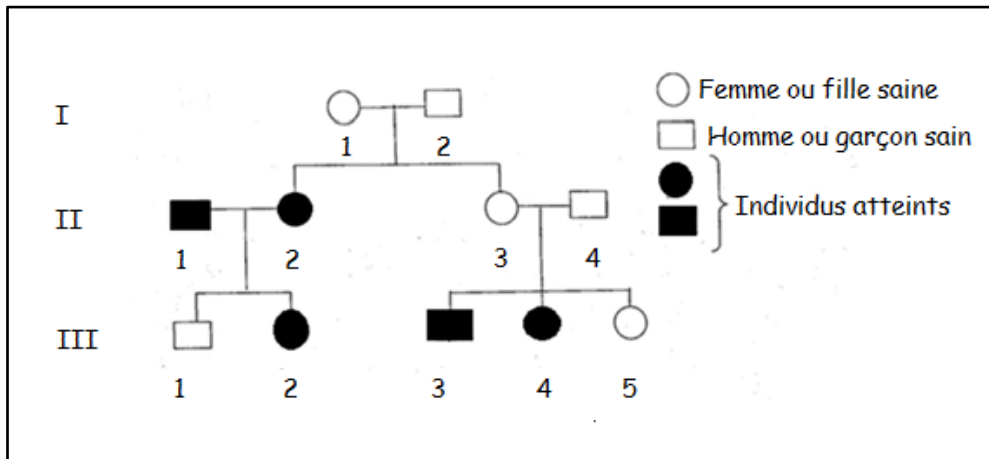 I
1 2
Femme ou fille saine
Homme ou garçon sain
Individus atteints
II
1 2 3 4
III
1 2 3 4 5